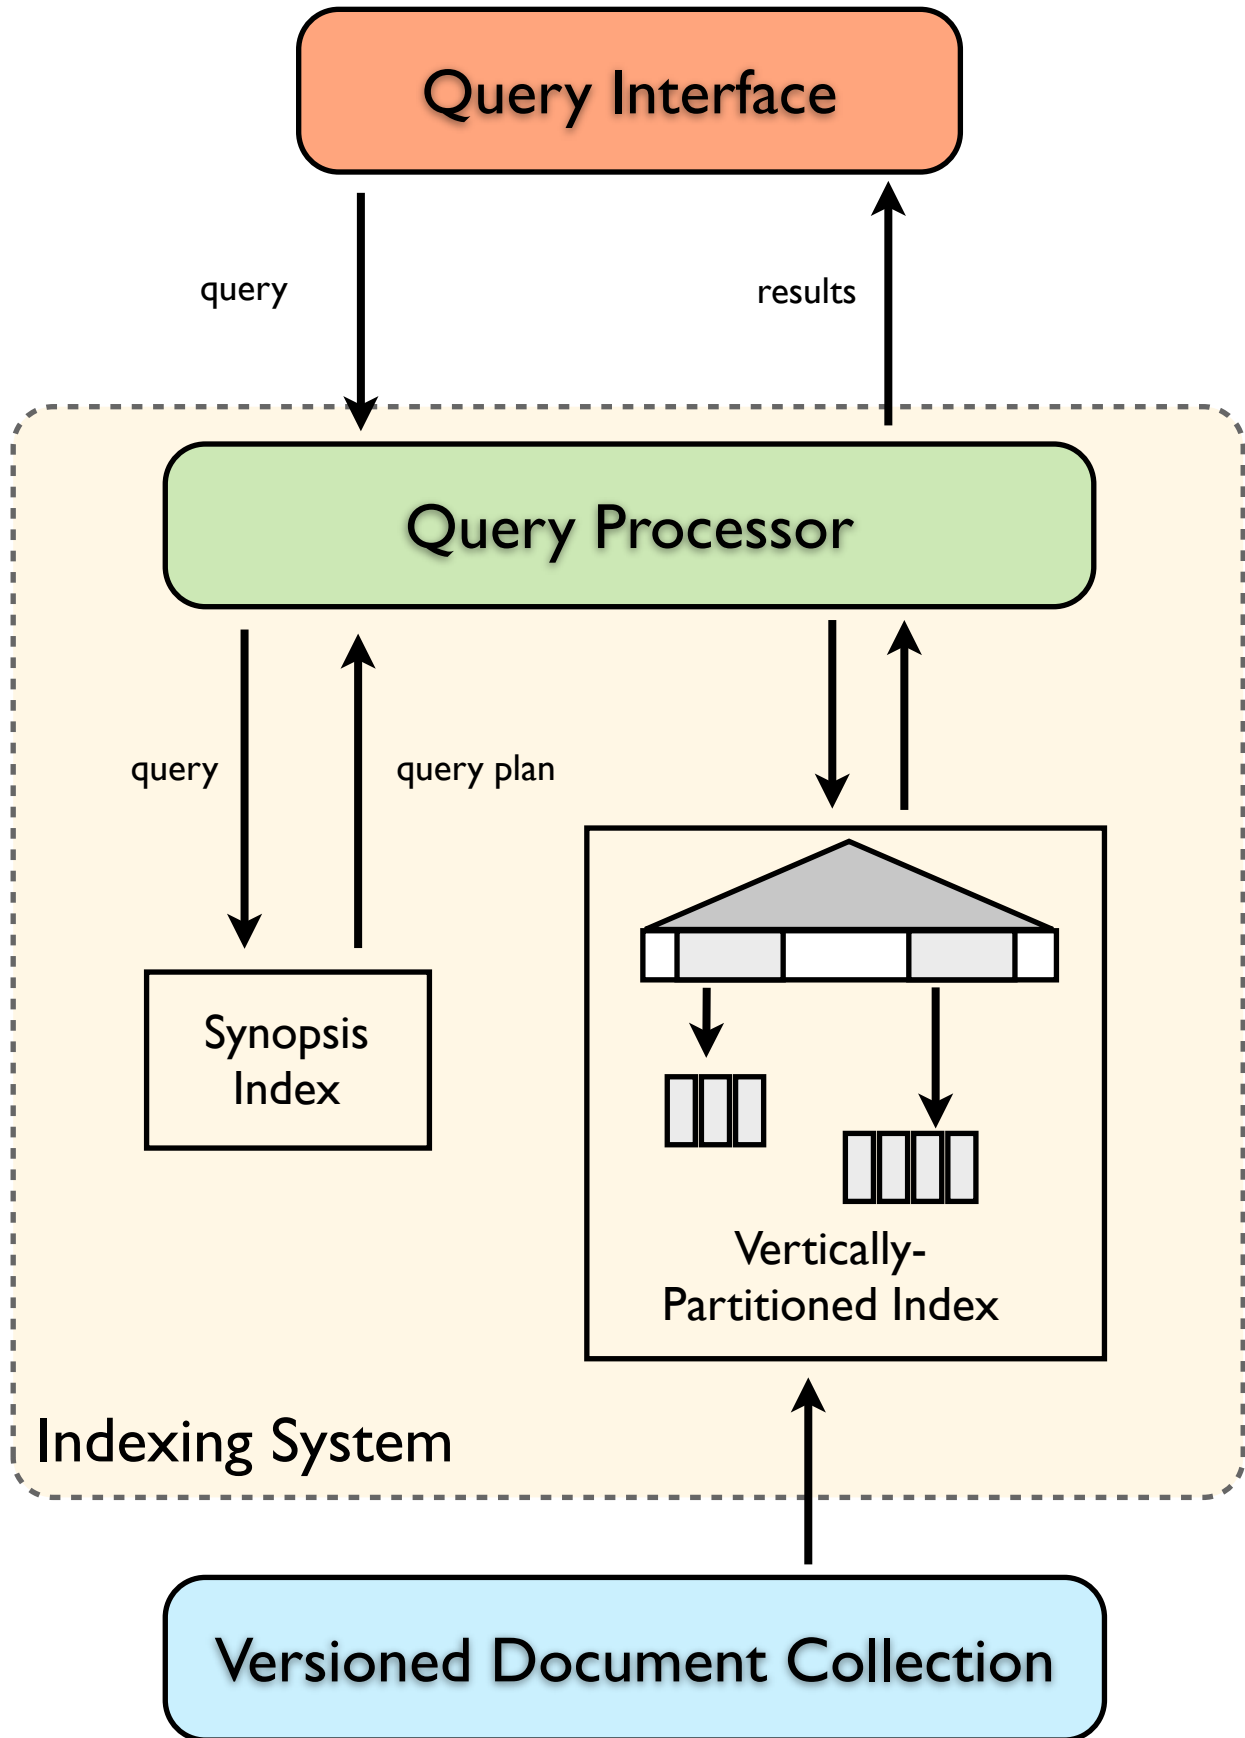 Query Interface
query
results
Query Processor
query
query plan
Synopsis
Index
Vertically-
Partitioned Index
Indexing System
Versioned Document Collection